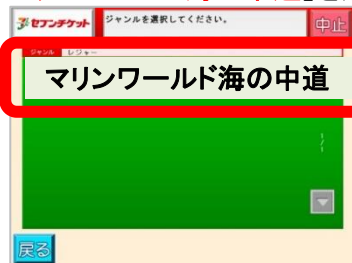 セブンチケット
ジャンルを選択してください。
中止
ジャンル レジャー
マリンワールド海の中道
1/1
戻る